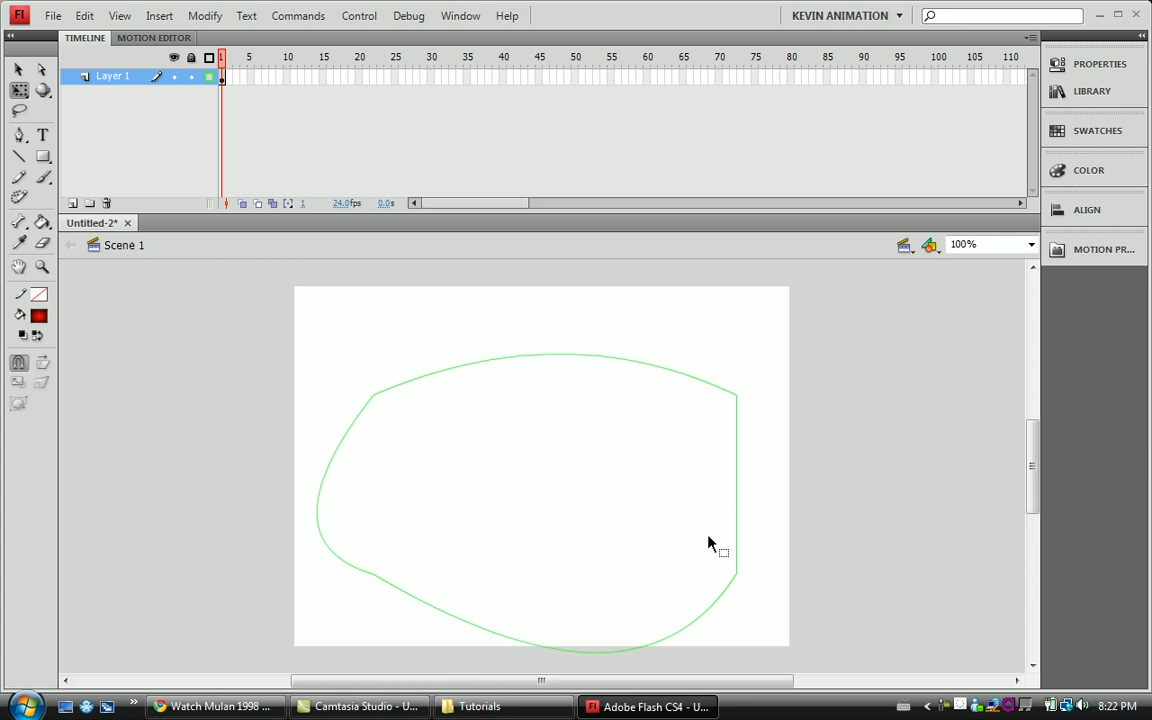 Fl File Edit View Insert Modify Text Commands Control Debug Window Help KEVIN ANIMATION
TIMELINE MOTION EDITOR
1 5 10 15 20 25 30 35 40 45 50 55 60 65 70 75 80 85 90 95 100 105 110
Layer 1
PROPERTIES
LIBRARY
SWATCHES
COLOR
ALIGN
MOTION PR...
1 24.0fps 0.0s
Untitled-2*
Scene 1 100%
Watch Mulan 1998 ... Camtasia Studio - U... Tutorials Fl Adobe Flash CS4 - U... 8:22 PM